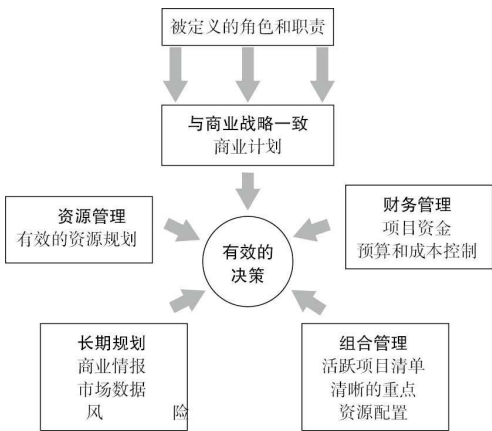 被定义的角色和职责
与商业战略一致
商业计划
资源管理
有效的资源规划
财务管理
项目资金
预算和成本控制
有效的
决策
长期规划
商业情报
市场数据
风 险
组合管理
活跃项目清单
清晰的重点
资源配置